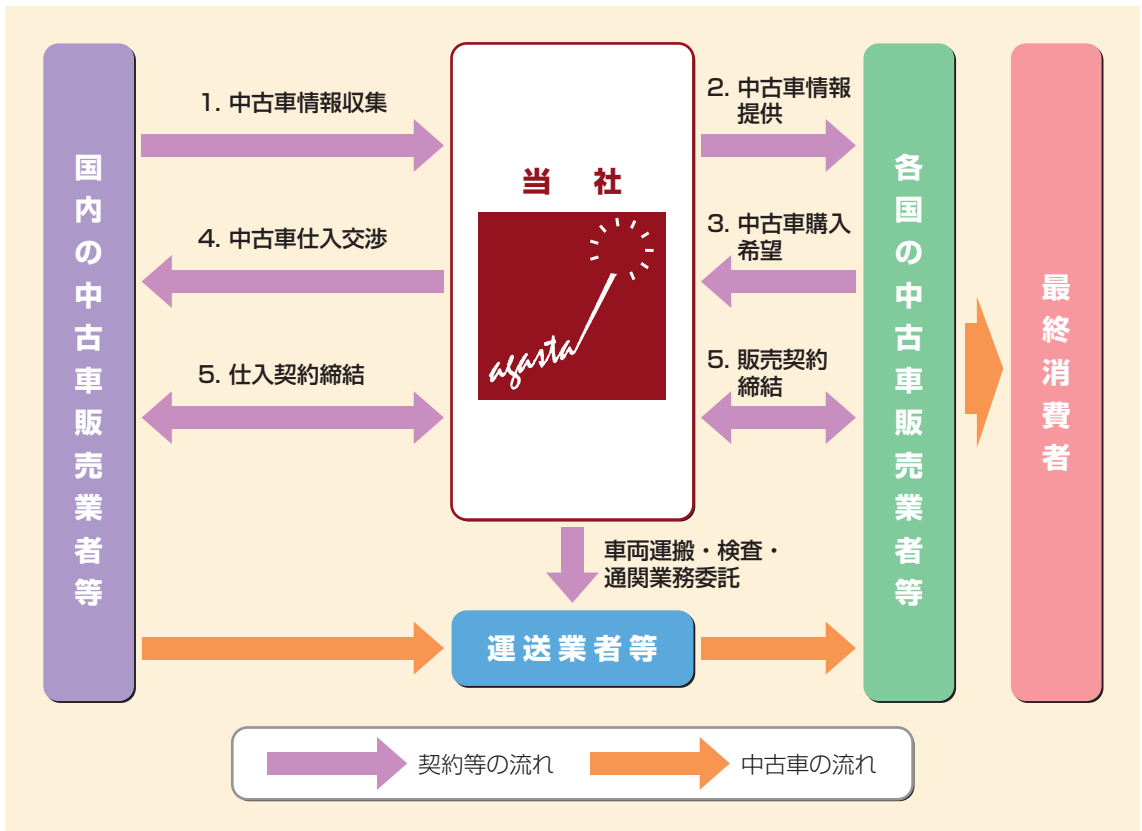 国内の中古車販売業者等
1. 中古車情報収集
4. 中古車仕入交渉
5. 仕入契約締結
当 社
agasta
2. 中古車情報
提供
3. 中古車購入
希望
5. 販売契約
締結
各国の中古車販売業者等
最終消費者
車両運搬・検査・
通関業務委託
運送業者等
契約等の流れ
中古車の流れ